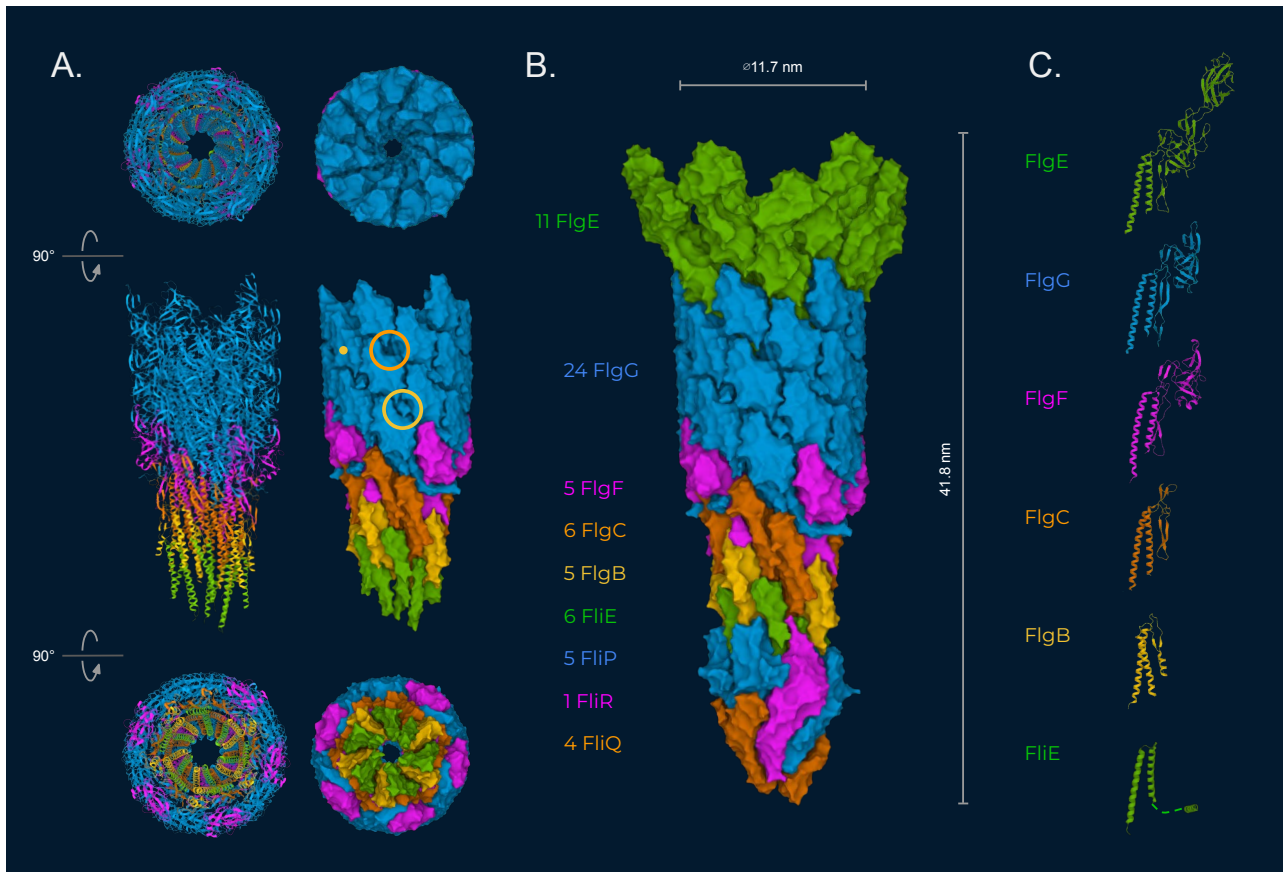 A.
90°
90°
B.
⌀11.7 nm
41.8 nm
11 FlgE
24 FlgG
5 FlgF
6 FlgC
5 FlgB
6 FliE
5 FliP
1 FliR
4 FliQ
C.
FlgE
FlgG
FlgF
FlgC
FlgB
FliE